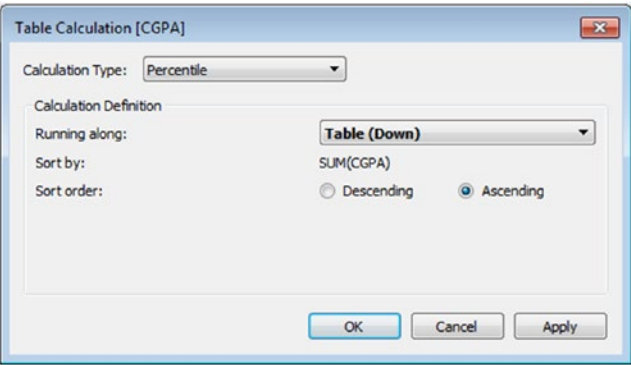 Table Calculation [CGPA]
Calculation Type: Percentile
Calculation Definition
Running along: Table (Down)
Sort by: SUM(CGPA)
Sort order: Descending Ascending
OK Cancel Apply